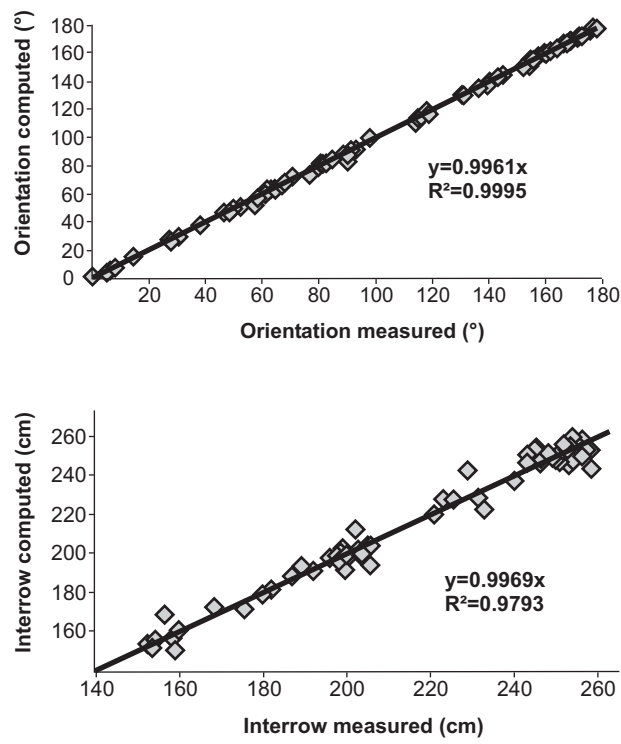 Orientation computed (°)
180
160
140
120
100
80
60
40
20
0
y=0.9961x
R²=0.9995
20 40 60 80 100 120 140 160 180
Orientation measured (°)
Interrow computed (cm)
260
240
220
200
180
160
y=0.9969x
R²=0.9793
140 160 180 200 220 240 260
Interrow measured (cm)